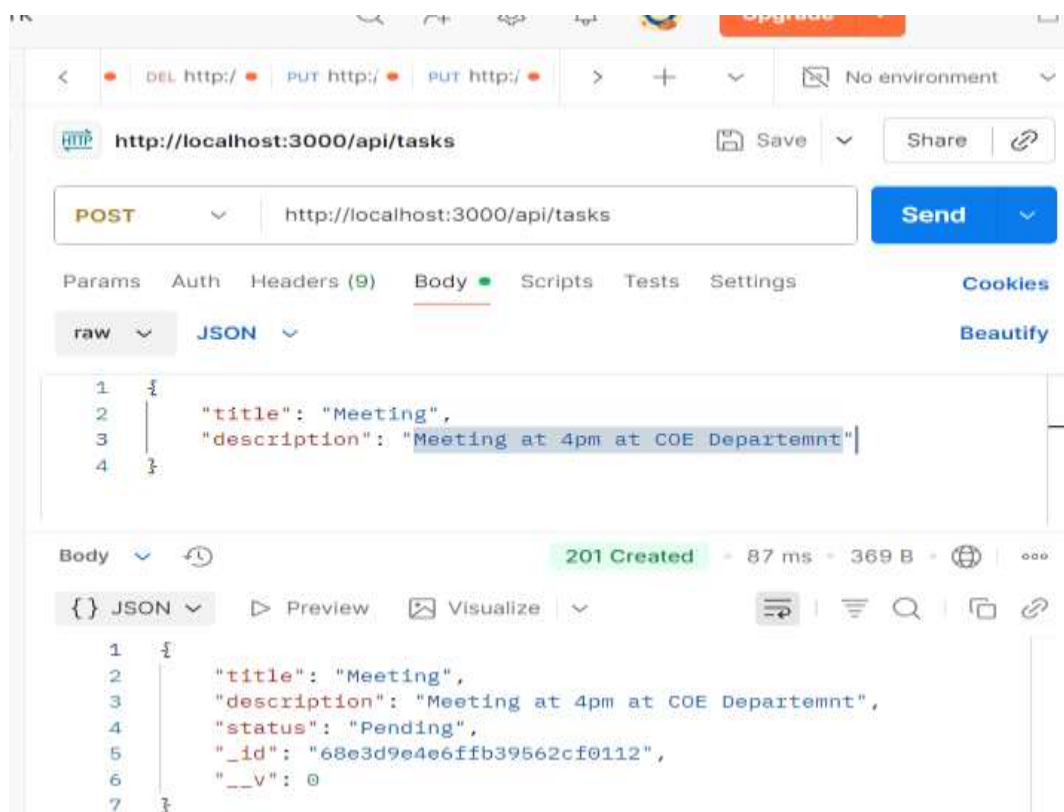 Upgrade
DEL http:/ PUT http:/ PUT http:/ No environment
HTTP http://localhost:3000/api/tasks Save Share
POST http://localhost:3000/api/tasks Send
Params Auth Headers (9) Body Scripts Tests Settings Cookies
raw JSON Beautify
1 {
2 "title": "Meeting",
3 "description": "Meeting at 4pm at COE Departemnt"
4 }
Body 201 Created 87 ms 369 B
{} JSON Preview Visualize
1 {
2 "title": "Meeting",
3 "description": "Meeting at 4pm at COE Departemnt",
4 "status": "Pending",
5 "_id": "68e3d9e4e6ffb39562cf0112",
6 "__v": 0
7 }